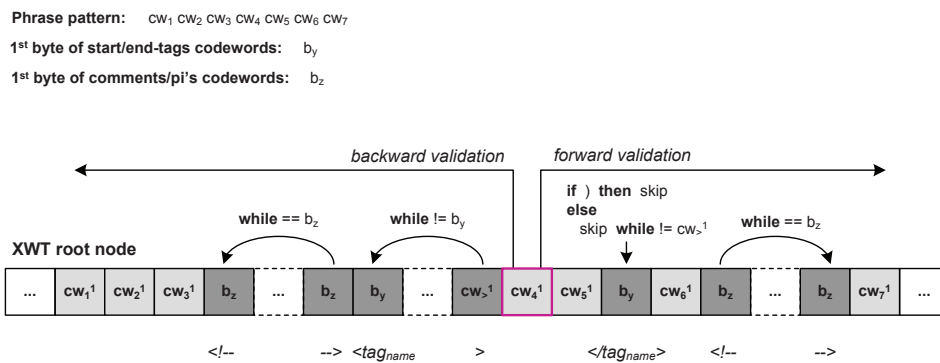 Phrase pattern: cw1 cw2 cw3 cw4 cw5 cw6 cw7
1st byte of start/end-tags codewords: by
1st byte of comments/pi's codewords: bz
backward validation
forward validation
if ) then skip
else
skip while != cw>1
while == bz
while != by
while == bz
XWT root node
... cw11 cw21 cw31 bz ... bz by ... cw>1 cw41 cw51 by cw61 bz ... bz cw71 ...
<!-- --> <tagname > </tagname> <!-- -->